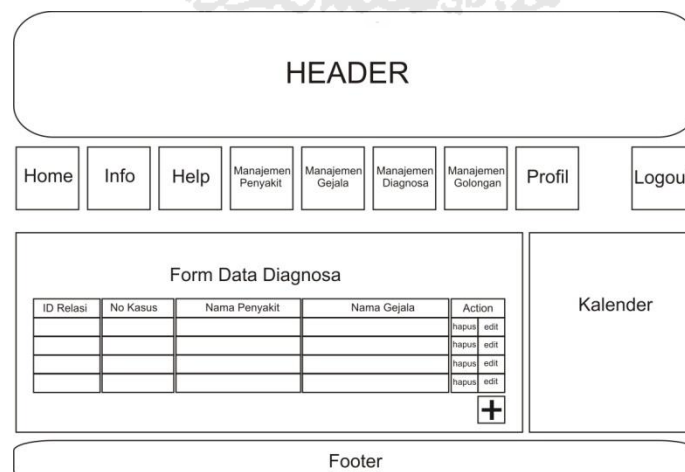 HEADER
Home Info Help Manajemen Penyakit Manajemen Gejala Manajemen Diagnosa Manajemen Golongan Profil Logou
Form Data Diagnosa
Kalender
ID Relasi No Kasus Nama Penyakit Nama Gejala Action
hapus edit
hapus edit
hapus edit
hapus edit
+
Footer